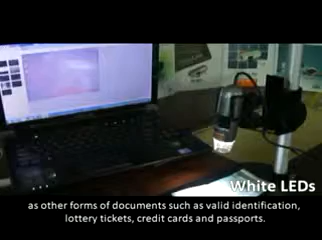 White LEDs
as other forms of documents such as valid identification,
lottery tickets, credit cards and passports.